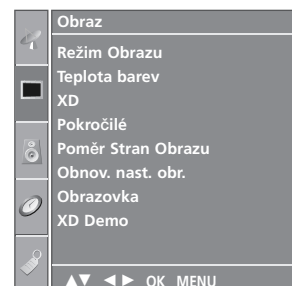 Obraz
Režim Obrazu
Teplota barev
XD
Pokročilé
Poměr Stran Obrazu
Obnov. nast. obr.
Obrazovka
XD Demo
▲▼ ◄► OK MENU